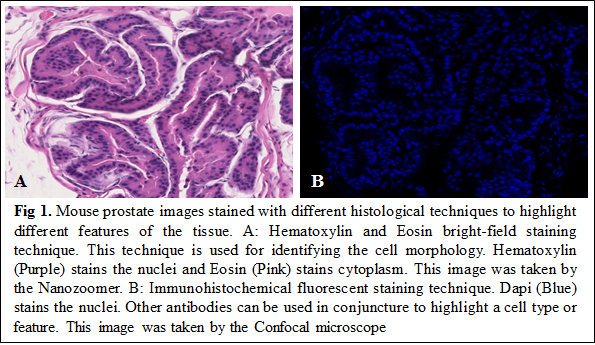 A
B
Fig 1. Mouse prostate images stained with different histological techniques to highlight
different features of the tissue. A: Hematoxylin and Eosin bright-field staining
technique. This technique is used for identifying the cell morphology. Hematoxylin
(Purple) stains the nuclei and Eosin (Pink) stains cytoplasm. This image was taken by
the Nanozoomer. B: Immunohistochemical fluorescent staining technique. Dapi (Blue)
stains the nuclei. Other antibodies can be used in conjuncture to highlight a cell type or
feature. This image was taken by the Confocal microscope